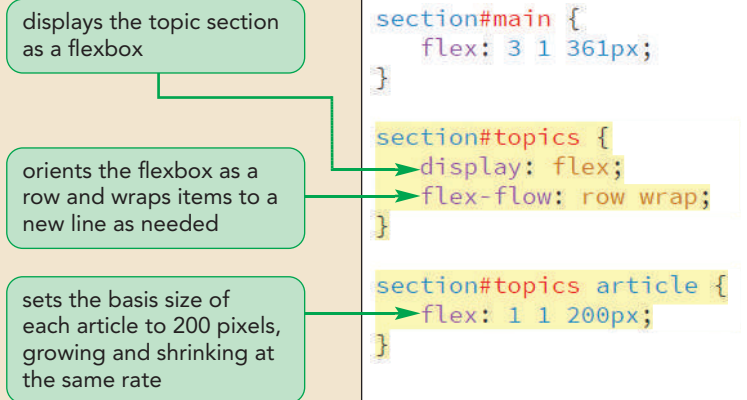 displays the topic section
as a flexbox
orients the flexbox as a
row and wraps items to a
new line as needed
sets the basis size of
each article to 200 pixels,
growing and shrinking at
the same rate
section#main {
flex: 3 1 361px;
}
section#topics {
display: flex;
flex-flow: row wrap;
}
section#topics article {
flex: 1 1 200px;
}